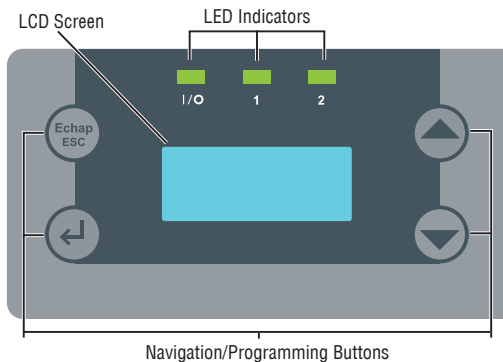 LCD Screen
LED Indicators
I/O 1 2
Echap
ESC
Navigation/Programming Buttons